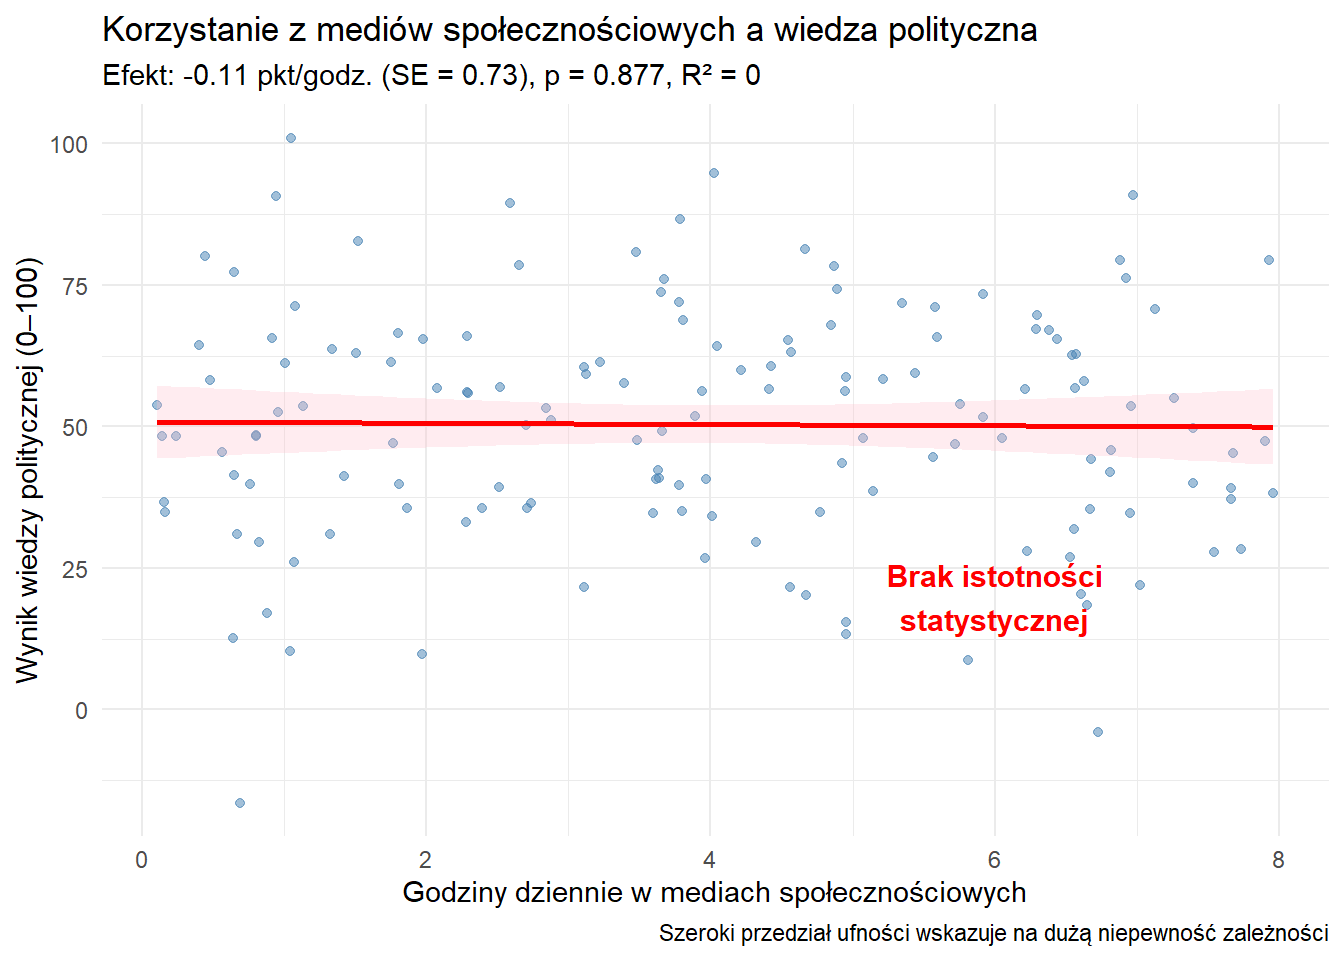 Korzystanie z mediów społecznościowych a wiedza polityczna
Efekt: -0.11 pkt/godz. (SE = 0.73), p = 0.877, R² = 0
Wynik wiedzy politycznej (0–100)
100
75
50
25
0
Brak istotności
statystycznej
0 2 4 6 8
Godziny dziennie w mediach społecznościowych
Szeroki przedział ufności wskazuje na dużą niepewność zależności